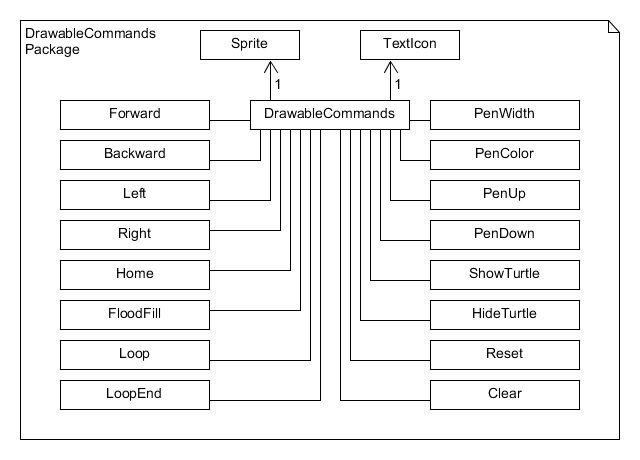 DrawableCommands
Package
Sprite
TextIcon
1
1
DrawableCommands
Forward
PenWidth
Backward
PenColor
Left
PenUp
Right
PenDown
Home
ShowTurtle
FloodFill
HideTurtle
Loop
Reset
LoopEnd
Clear